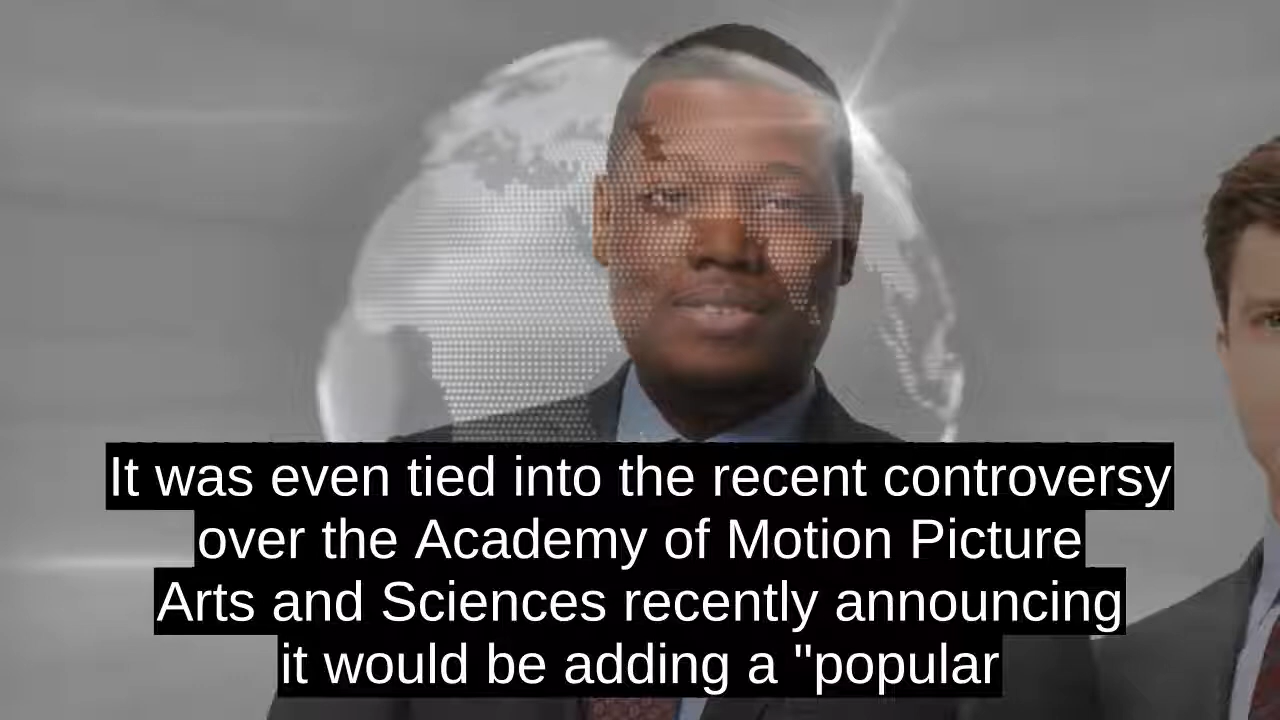 It was even tied into the recent controversy
over the Academy of Motion Picture
Arts and Sciences recently announcing
it would be adding a "popular